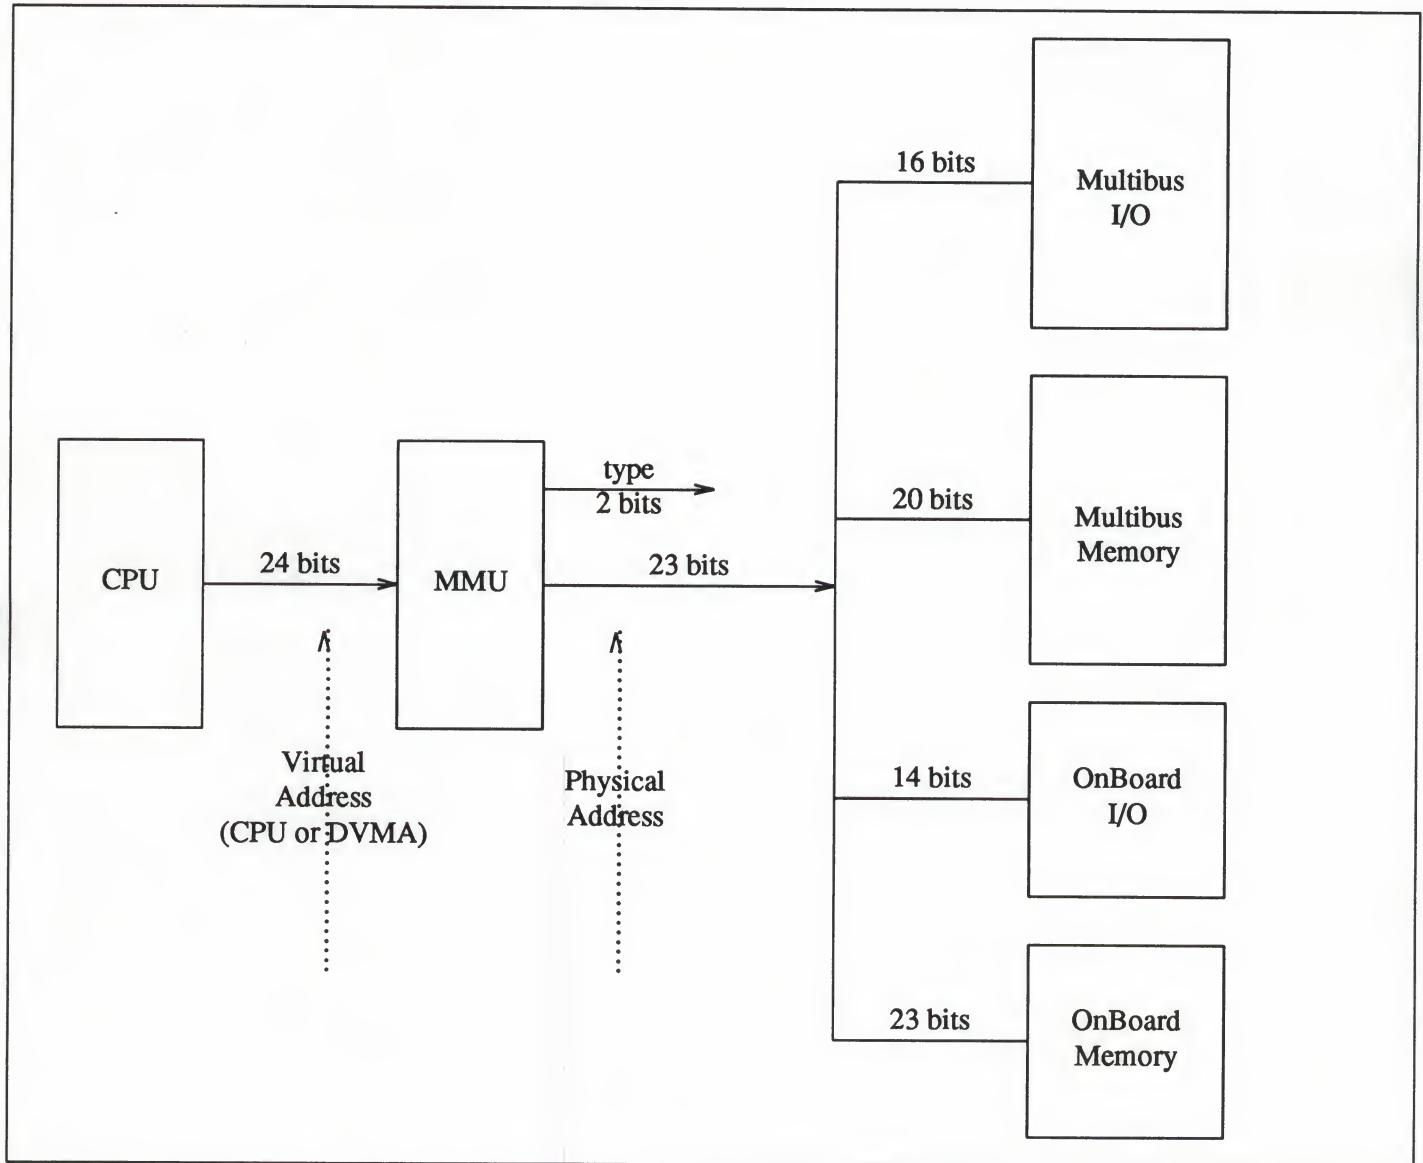 16 bits
Multibus
I/O
type
2 bits
20 bits
Multibus
Memory
CPU
24 bits
MMU
23 bits
Virtual
Address
(CPU or DVMA)
Physical
Address
14 bits
OnBoard
I/O
23 bits
OnBoard
Memory